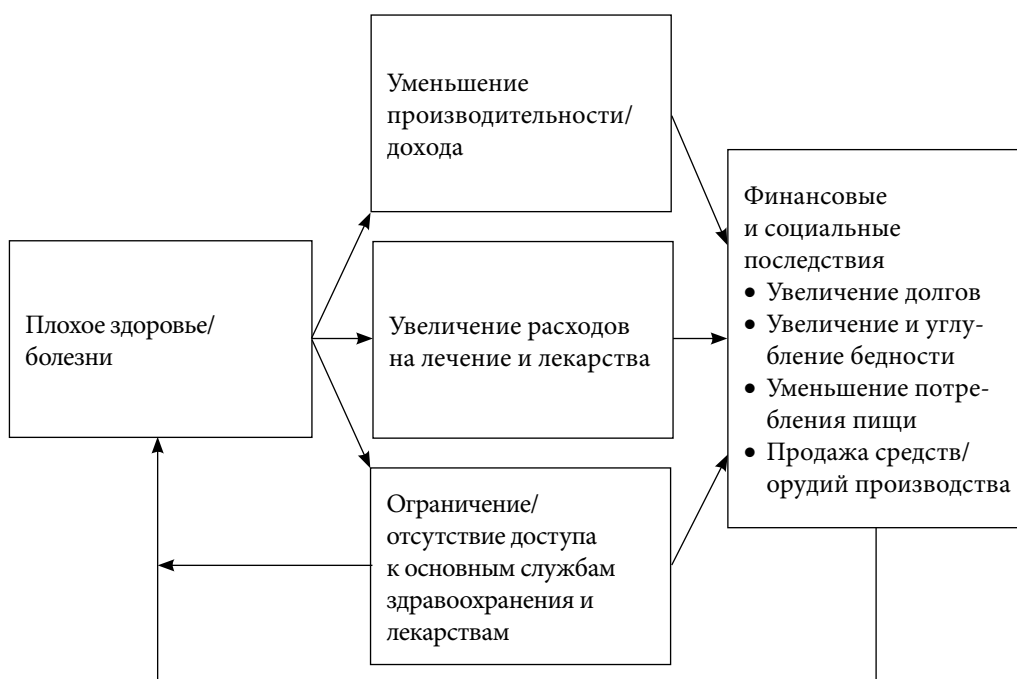 Уменьшение
производительности/
дохода
Плохое здоровье/
болезни
Увеличение расходов
на лечение и лекарства
Ограничение/
отсутствие доступа
к основным службам
здравоохранения и
лекарствам
Финансовые
и социальные
последствия
• Увеличение долгов
• Увеличение и углу-
бление бедности
• Уменьшение потре-
бления пищи
• Продажа средств/
орудий производства